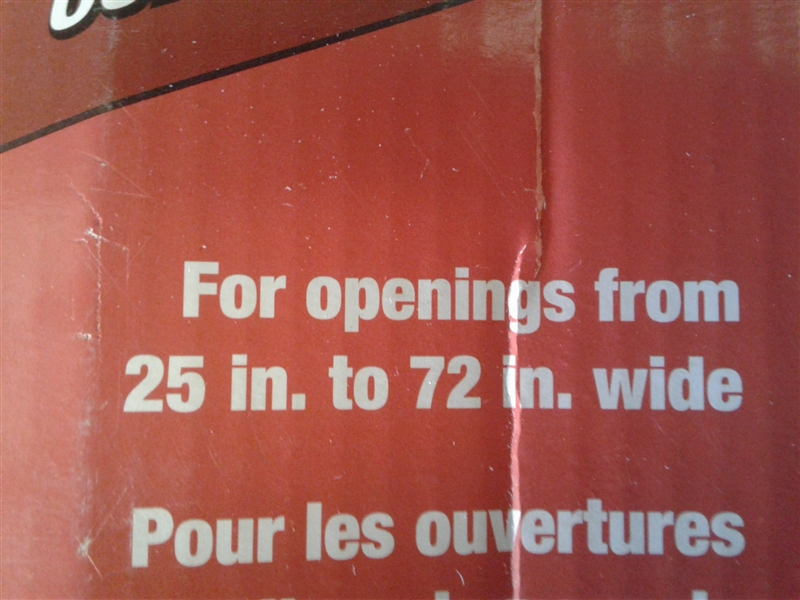 For openings from
25 in. to 72 in. wide
Pour les ouvertures